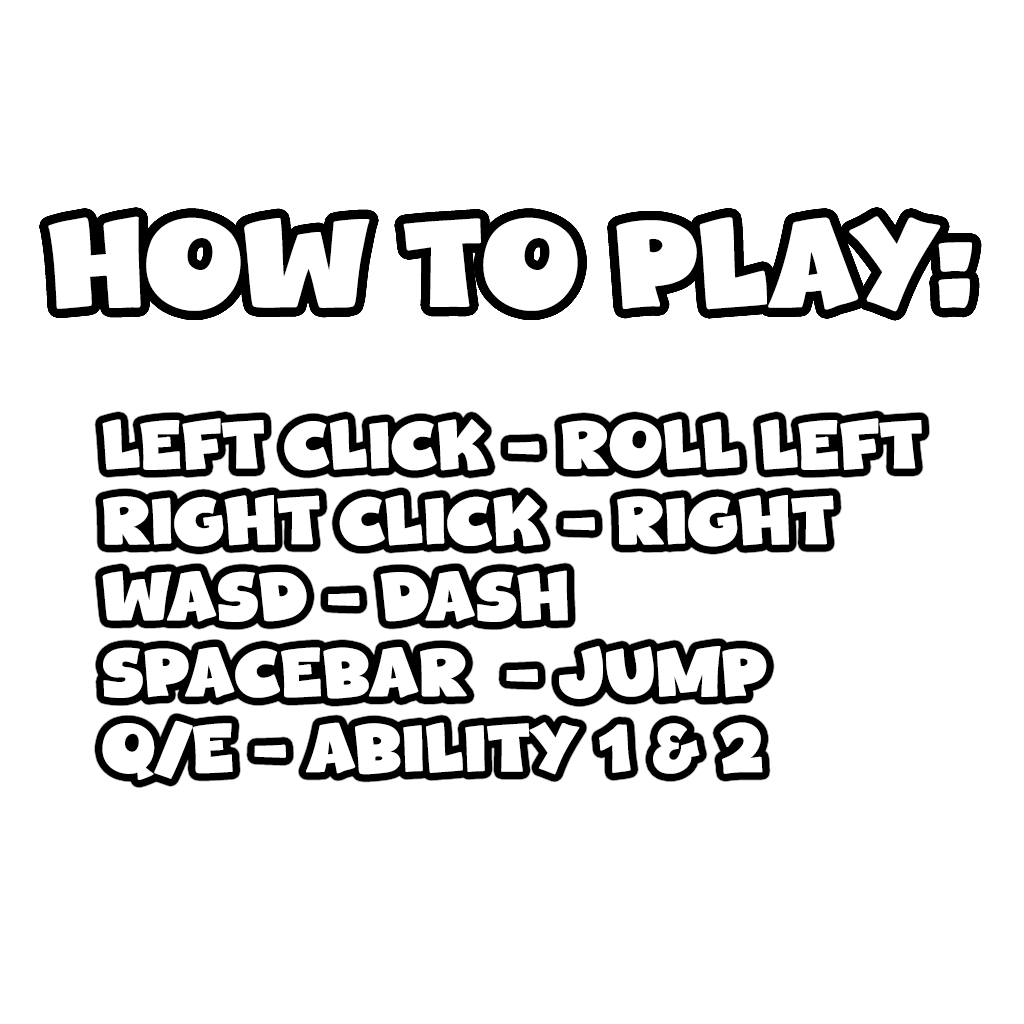 HOW TO PLAY:
LEFT CLICK - ROLL LEFT
RIGHT CLICK - RIGHT
WASD - DASH
SPACEBAR - JUMP
Q/E - ABILITY 1 & 2